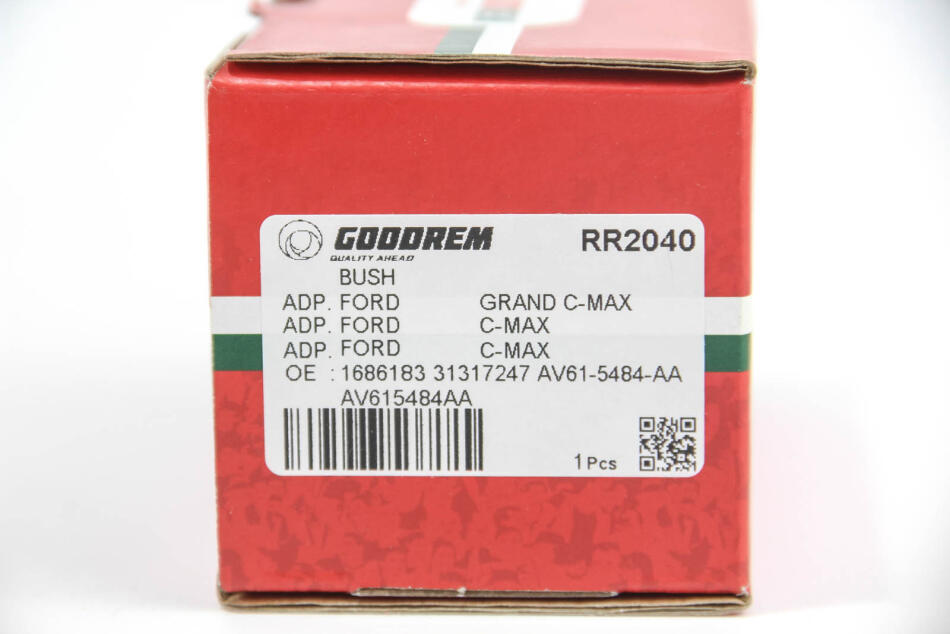 GOODREM RR2040
QUALITY AHEAD
BUSH
ADP. FORD GRAND C-MAX
ADP. FORD C-MAX
ADP. FORD C-MAX
OE : 1686183 31317247 AV61-5484-AA
AV615484AA
1 Pcs